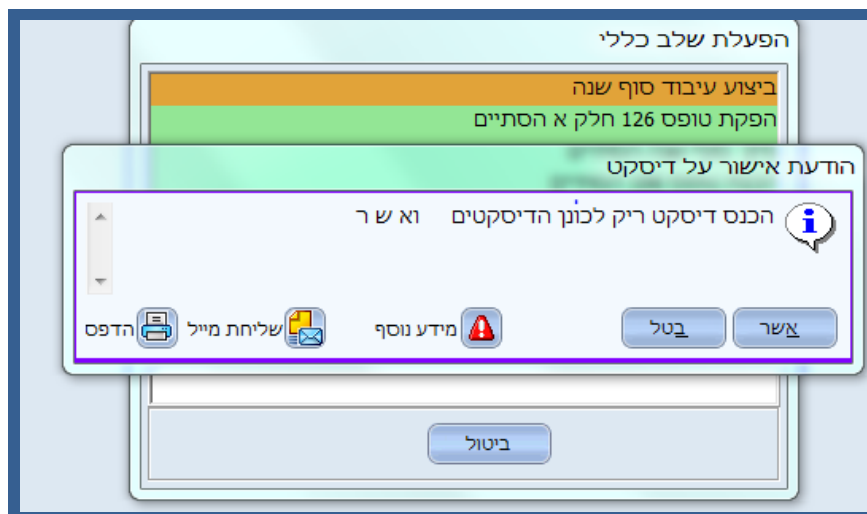 הפעלת שלב כללי
ביצוע עיבוד סוף שנה
הפקת טופס 126 חלק א הסתיים
הודעת אישור על דיסקט
הכנס דיסקט ריק לכונן הדיסקטים וא ש ר
אשר
בטל
מידע נוסף
שליחת מייל
הדפס
ביטול